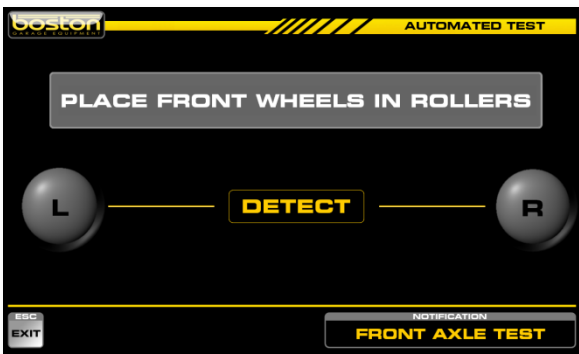 boston
GARAGE EQUIPMENT
AUTOMATED TEST
PLACE FRONT WHEELS IN ROLLERS
L
DETECT
R
ESC
EXIT
NOTIFICATION
FRONT AXLE TEST